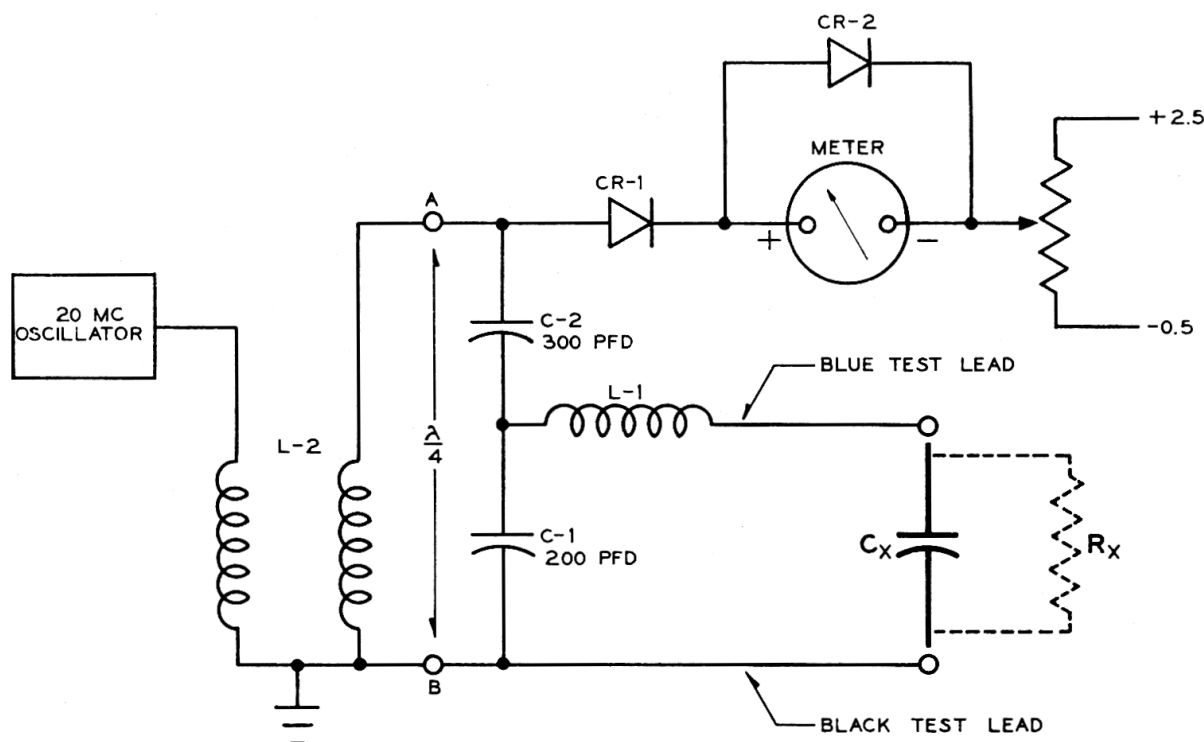 CR-2
+2.5
METER
CR-1
A
+
-
20 MC
OSCILLATOR
C-2
300 PFD
-0.5
BLUE TEST LEAD
L-1
λ/4
L-2
C-1
200 PFD
CX
RX
B
BLACK TEST LEAD